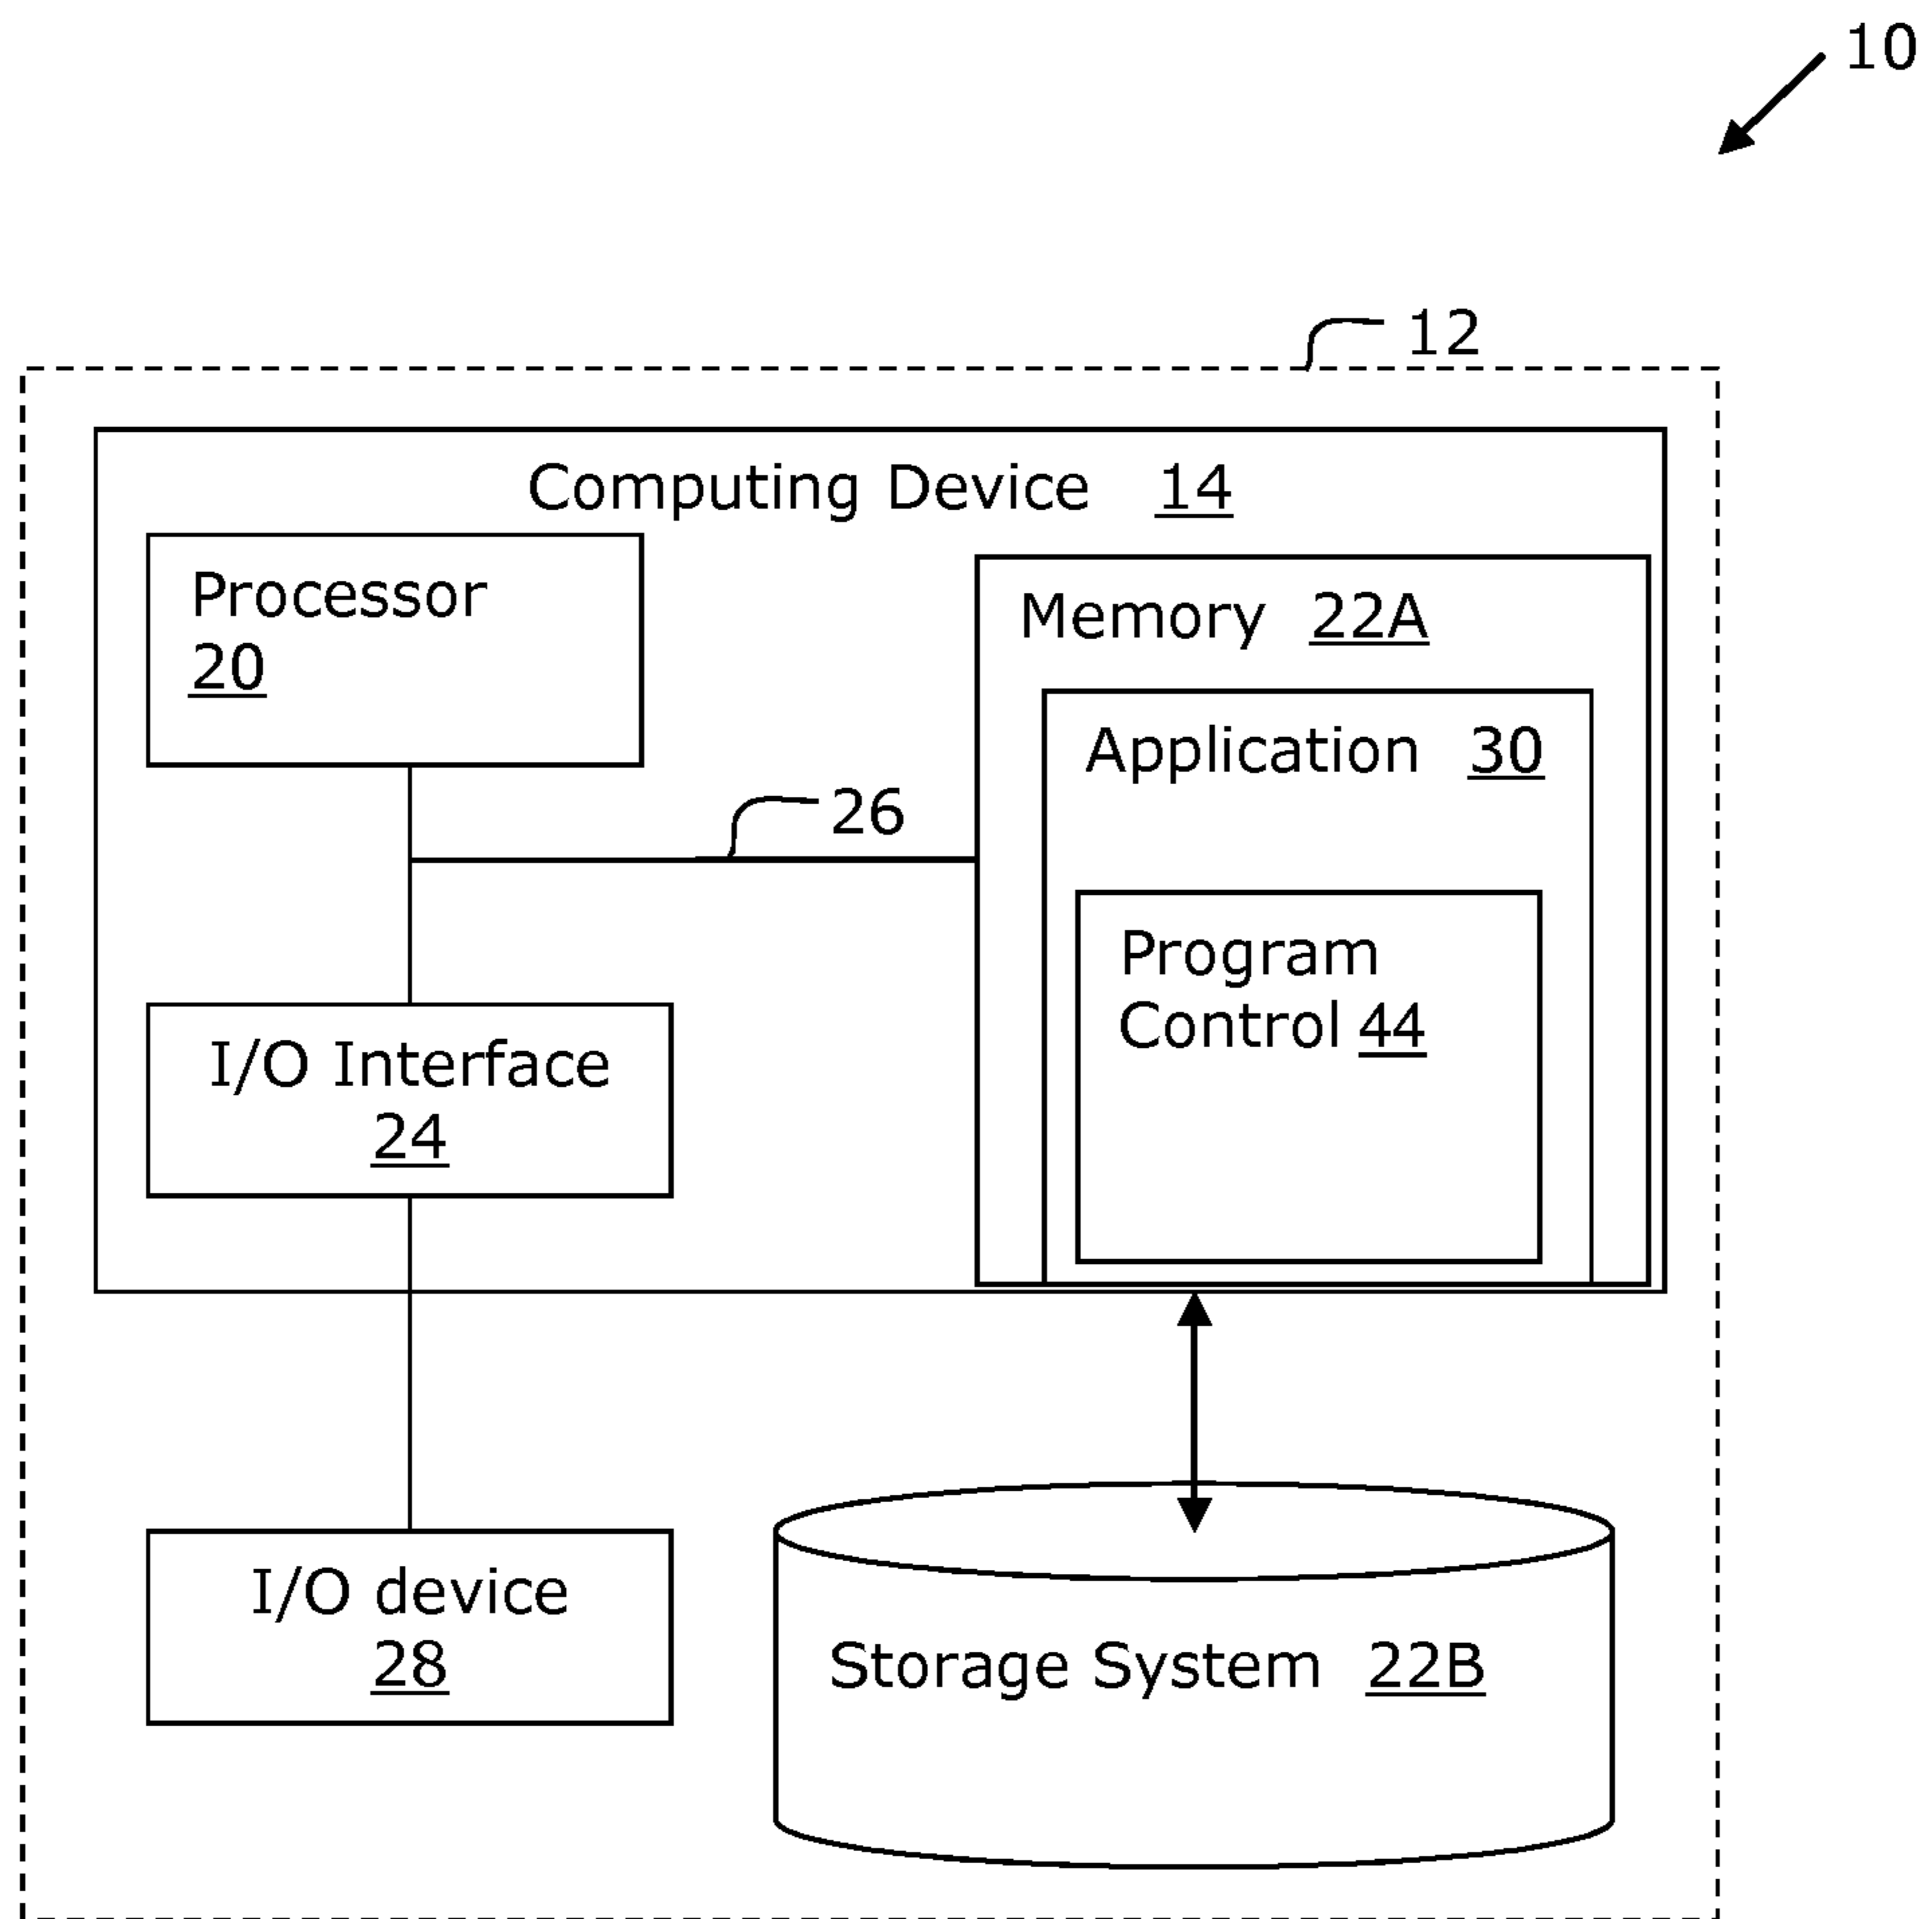 10
12
Computing Device 14
Processor
20
Memory 22A
Application 30
26
Program
Control 44
I/O Interface
24
I/O device
28
Storage System 22B